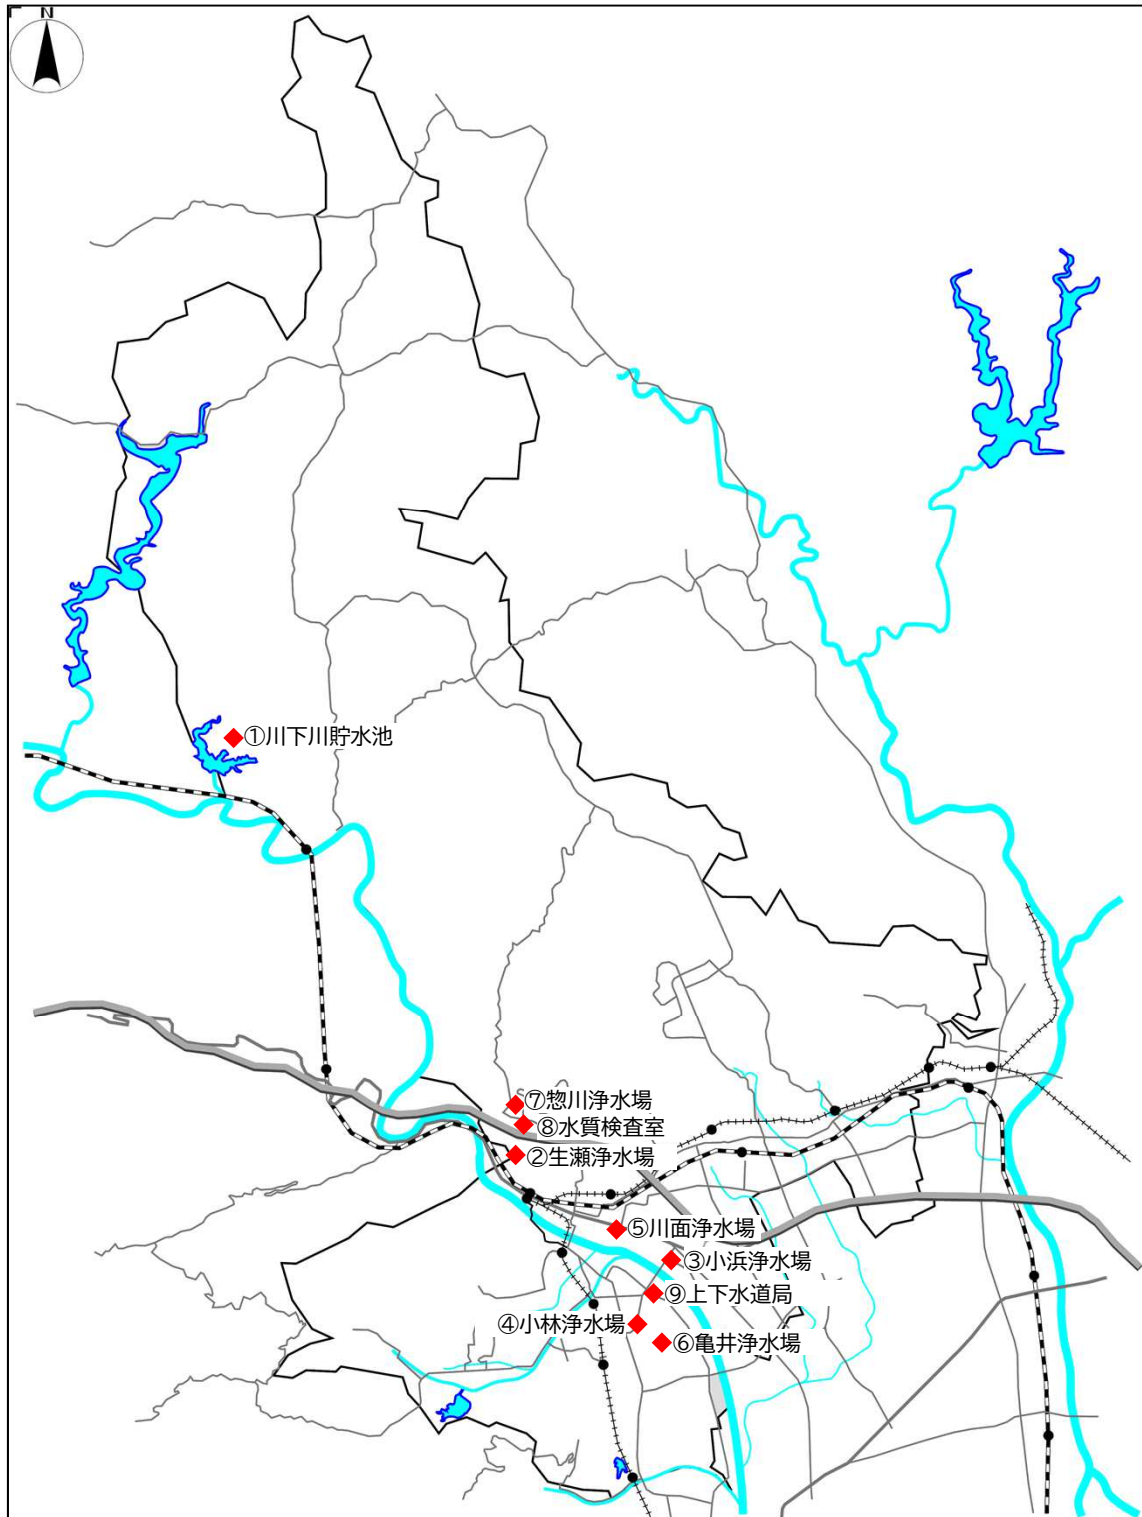 N
①川下川貯水池
⑦惣川浄水場
⑧水質検査室
②生瀬浄水場
⑤川面浄水場
③小浜浄水場
⑨上下水道局
④小林浄水場
⑥亀井浄水場